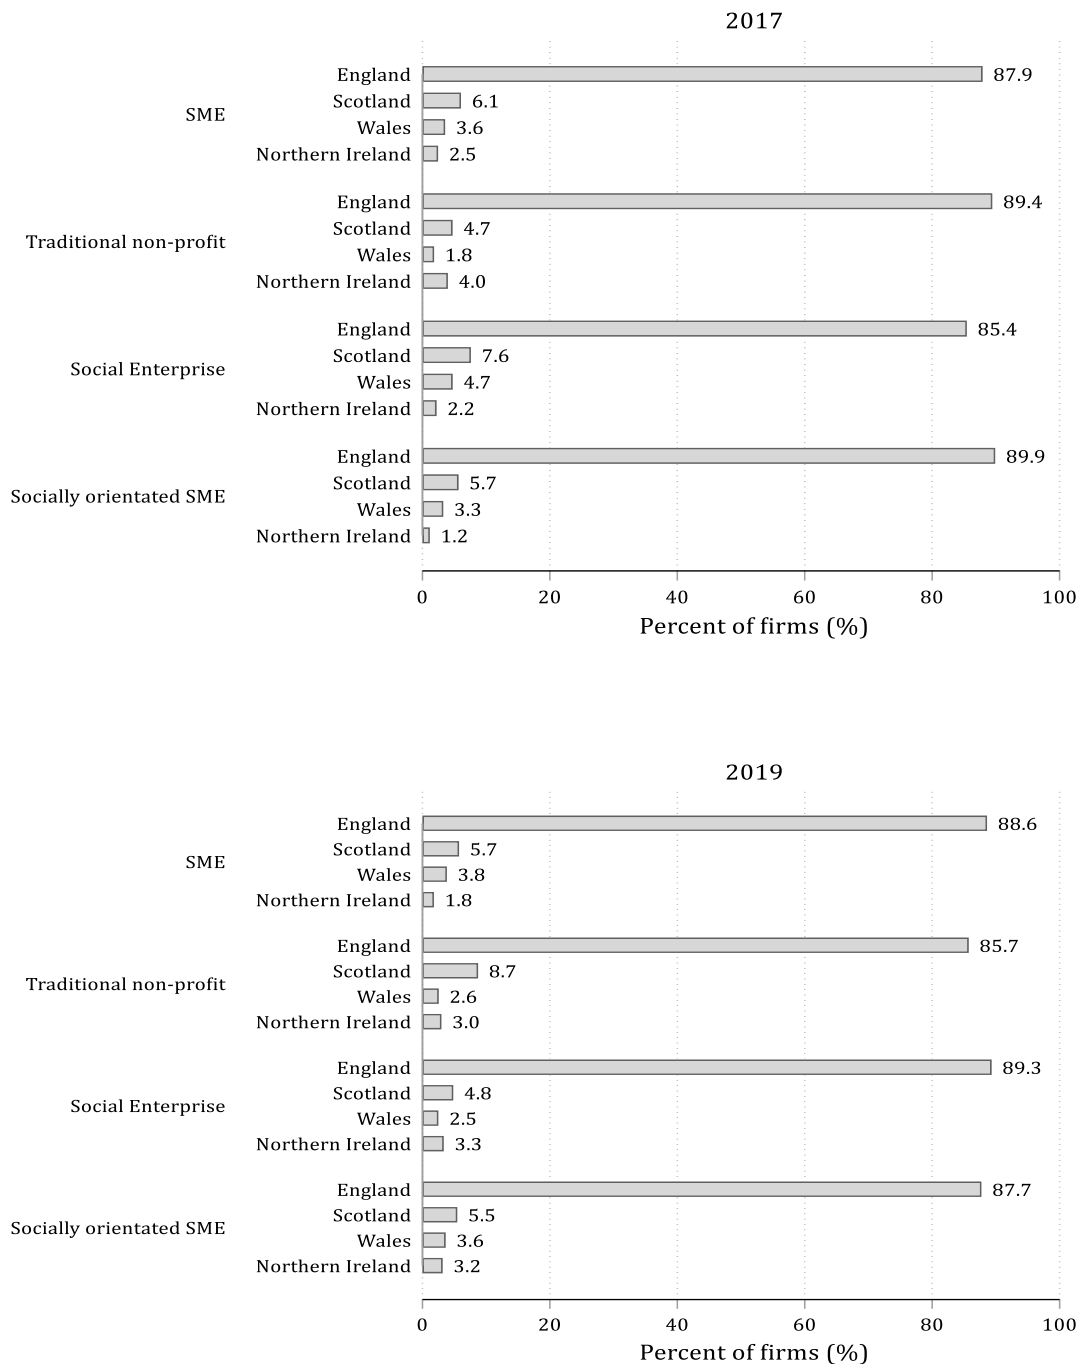 2017
England 87.9
Scotland 6.1
SME
Wales 3.6
Northern Ireland 2.5
England 89.4
Scotland 4.7
Traditional non-profit
Wales 1.8
Northern Ireland 4.0
England 85.4
Scotland 7.6
Social Enterprise
Wales 4.7
Northern Ireland 2.2
England 89.9
Scotland 5.7
Socially orientated SME
Wales 3.3
Northern Ireland 1.2
0 20 40 60 80 100
Percent of firms (%)
2019
England 88.6
Scotland 5.7
SME
Wales 3.8
Northern Ireland 1.8
England 85.7
Scotland 8.7
Traditional non-profit
Wales 2.6
Northern Ireland 3.0
England 89.3
Scotland 4.8
Social Enterprise
Wales 2.5
Northern Ireland 3.3
England 87.7
Scotland 5.5
Socially orientated SME
Wales 3.6
Northern Ireland 3.2
0 20 40 60 80 100
Percent of firms (%)